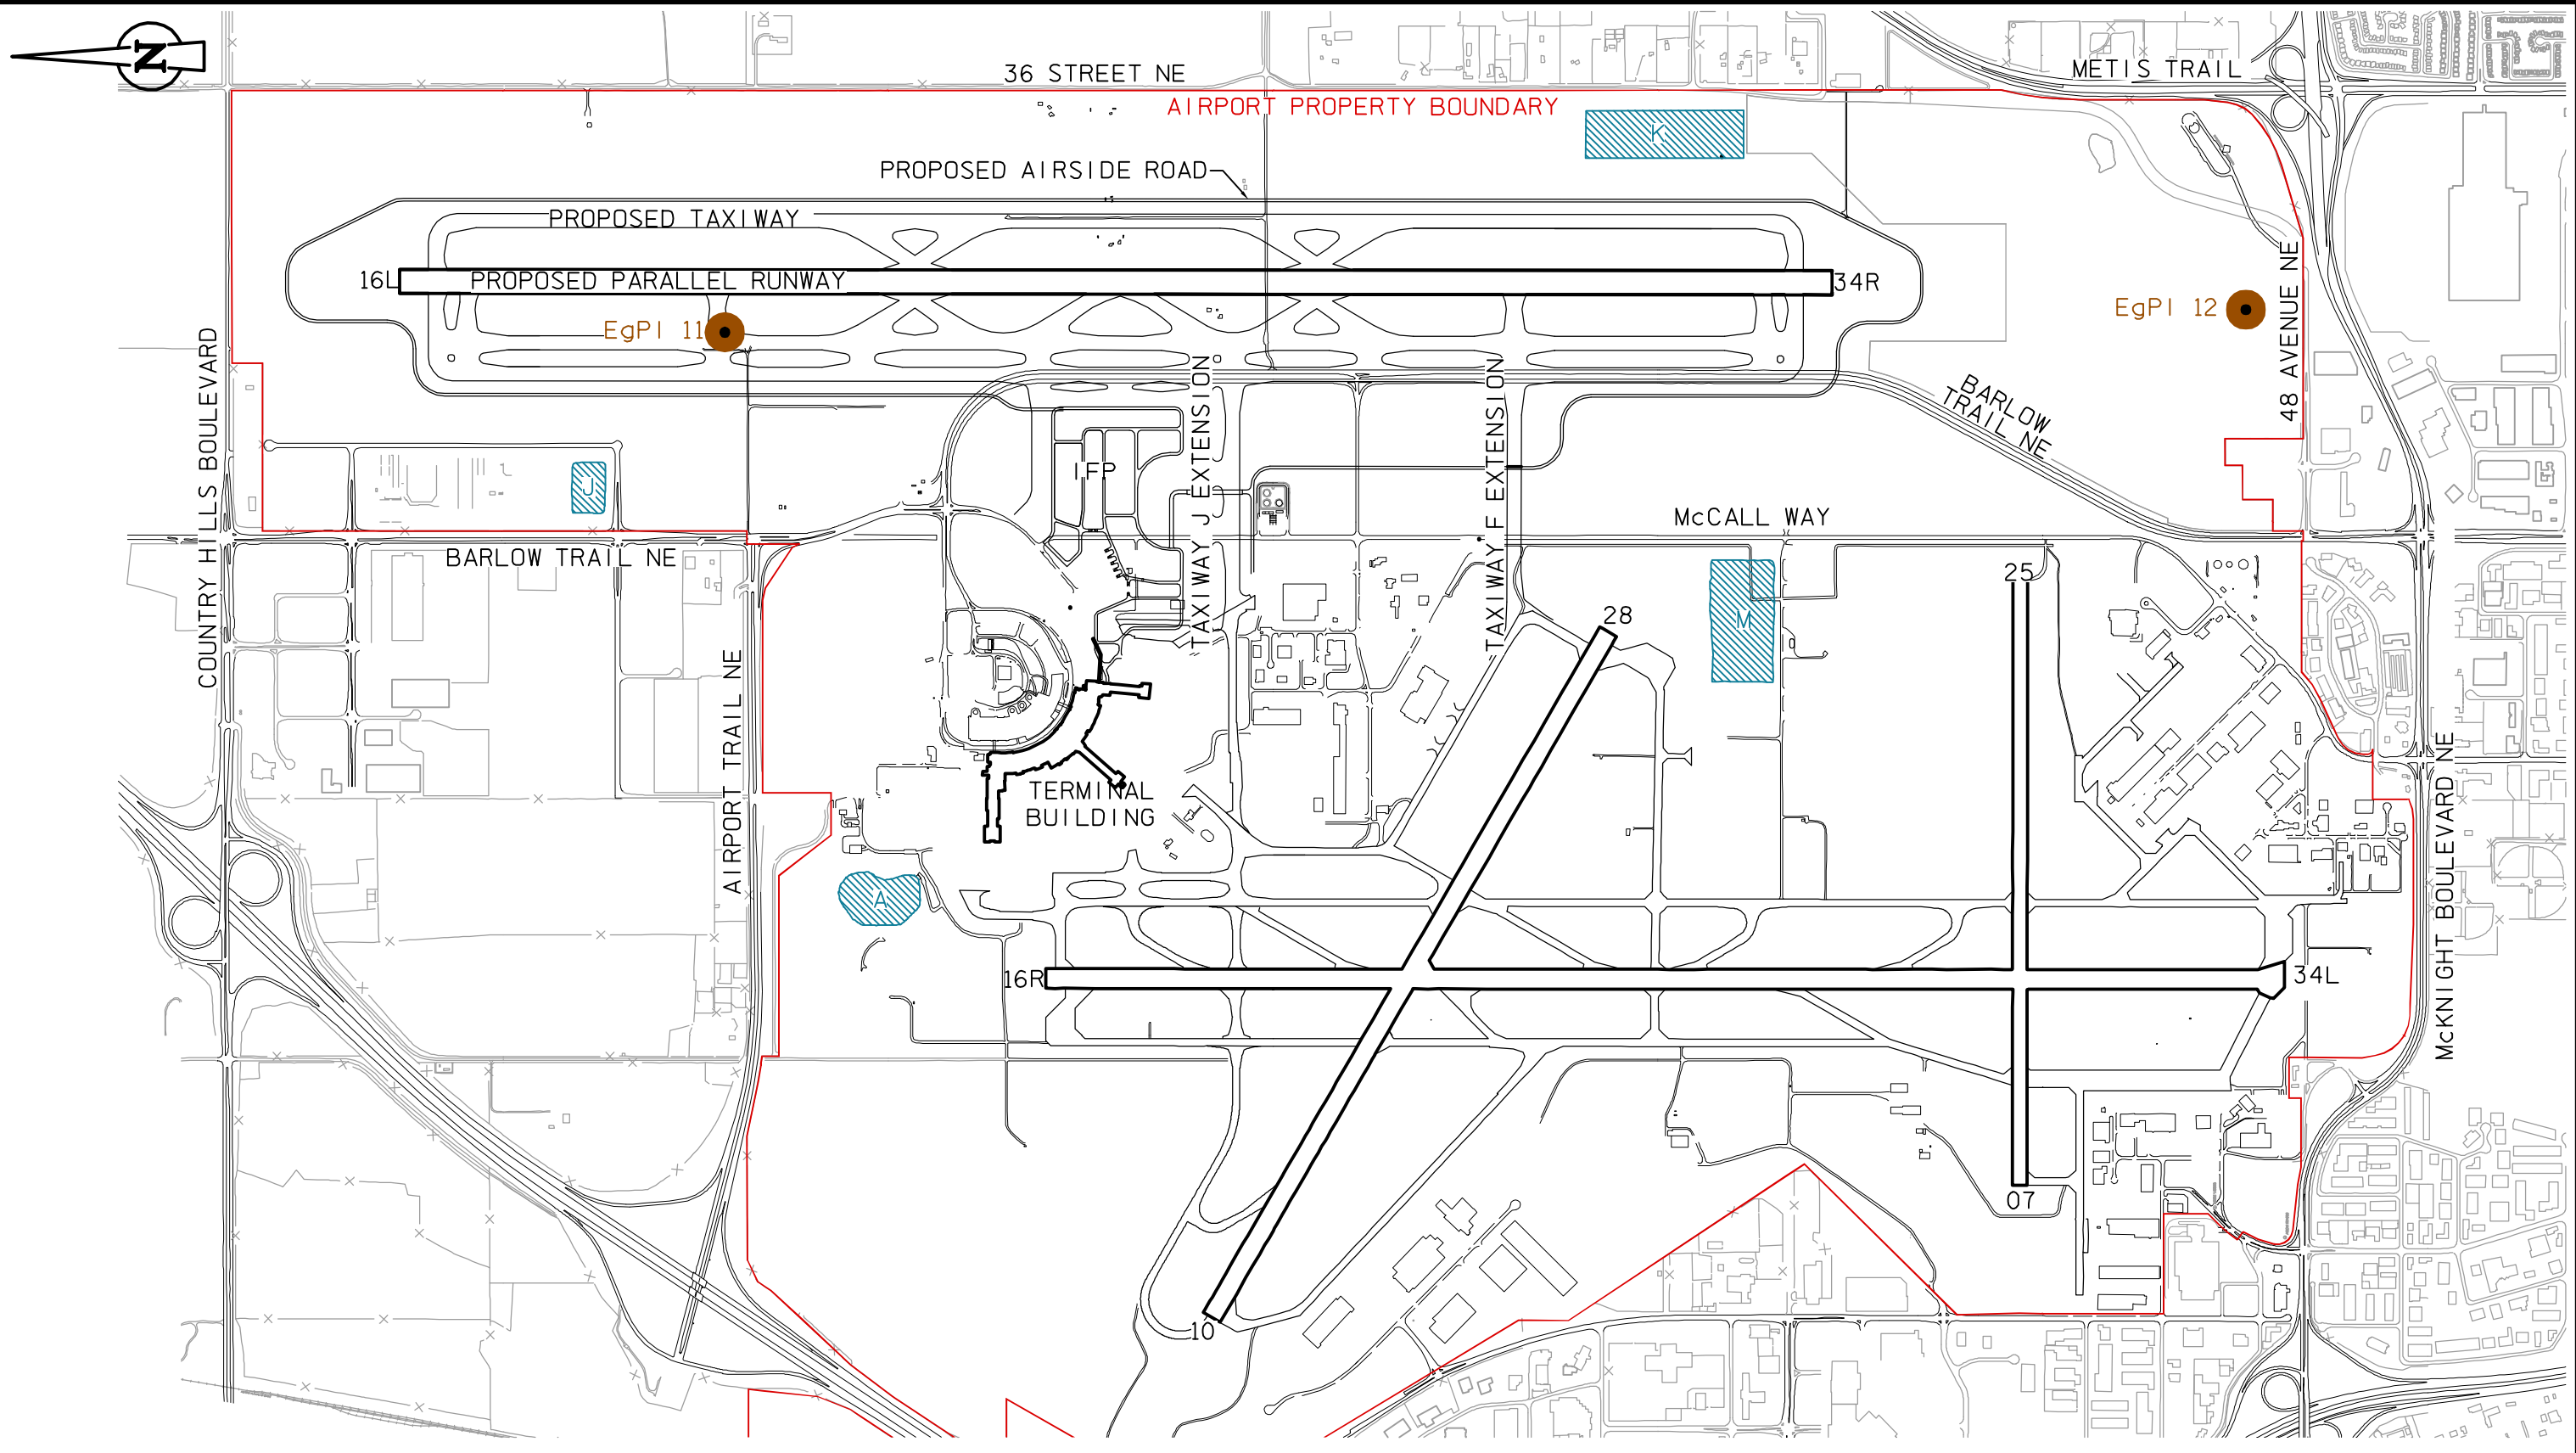 N
36 STREET NE
METIS TRAIL
AIRPORT PROPERTY BOUNDARY
K
PROPOSED AIRSIDE ROAD
PROPOSED TAXIWAY
16L
PROPOSED PARALLEL RUNWAY
34R
EgPl 11
EgPl 12
48 AVENUE NE
COUNTRY HILLS BOULEVARD
TAXIWAY J EXTENSION
TAXIWAY F EXTENSION
BARLOW
TRAIL NE
IFP
J
McCALL WAY
BARLOW TRAIL NE
25
28
M
AIRPORT TRAIL NE
TERMINAL
BUILDING
McKNIGHT BOULEVARD NE
A
16R
34L
07
10